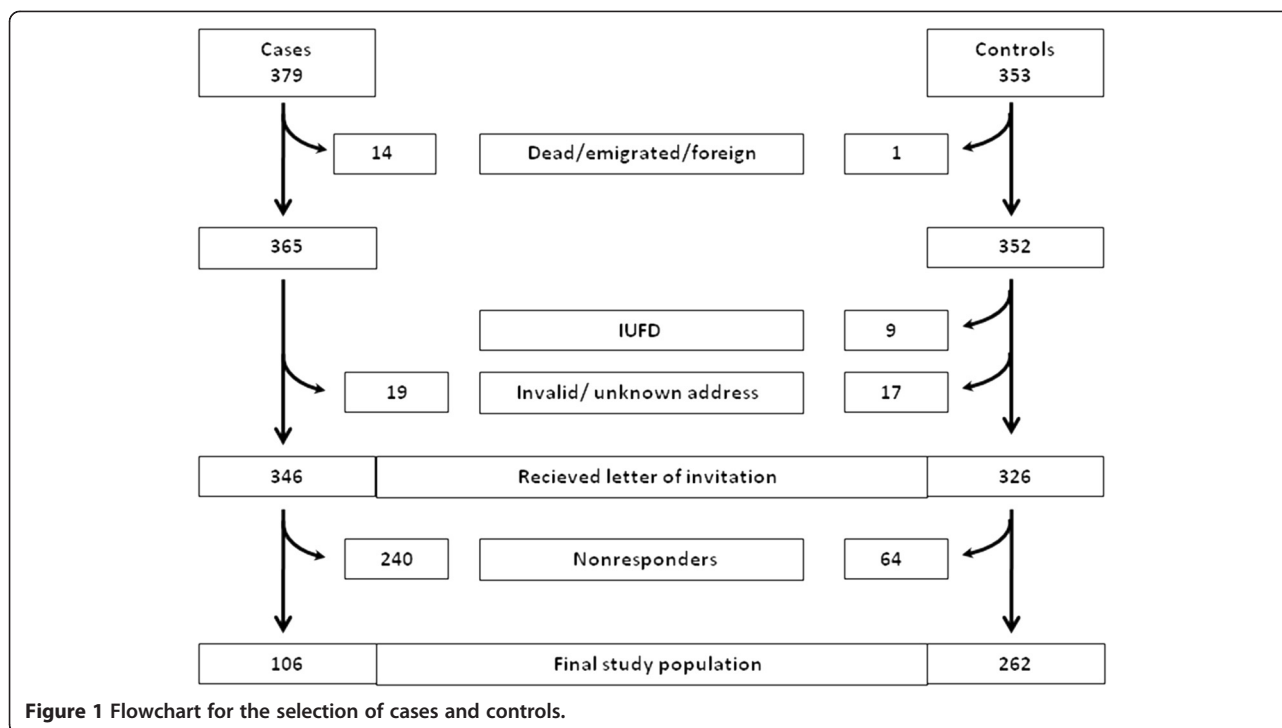 Cases
379
Controls
353
14
Dead/emigrated/foreign
1
365
352
IUFD
9
19
Invalid/ unknown address
17
346
Recieved letter of invitation
326
240
Nonresponders
64
106
Final study population
262
Figure 1 Flowchart for the selection of cases and controls.